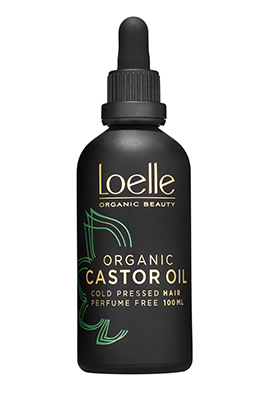 Loelle
ORGANIC BEAUTY
ORGANIC
CASTOR OIL
COLD PRESSED HAIR
PERFUME FREE 100ML